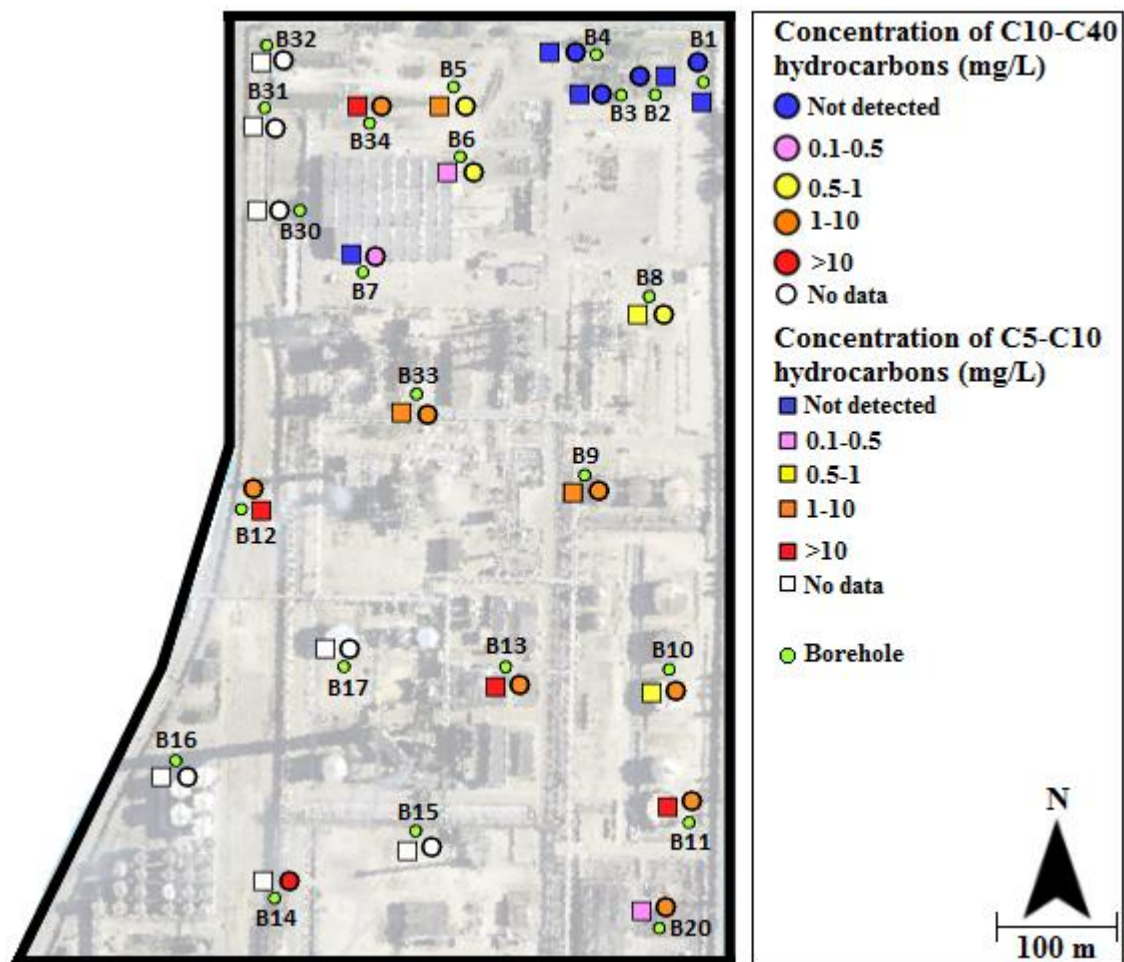 B32
B4
B1
B5
B31
B3
B2
B34
B6
B30
B7
B8
B33
B9
B12
B13
B10
B17
B16
B15
B11
B14
B20
Concentration of C10-C40
hydrocarbons (mg/L)
Not detected
0.1-0.5
0.5-1
1-10
>10
No data
Concentration of C5-C10
hydrocarbons (mg/L)
Not detected
0.1-0.5
0.5-1
1-10
>10
No data
Borehole
N
100 m